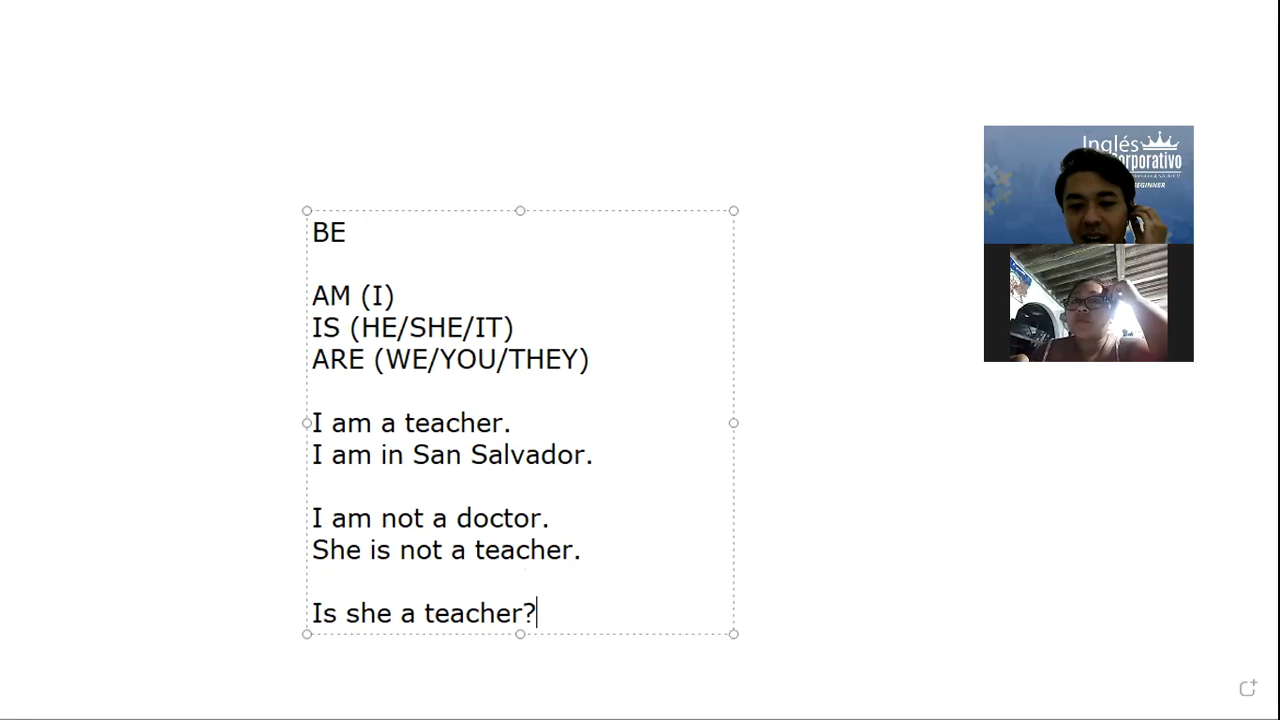 BE
AM (I)
IS (HE/SHE/IT)
ARE (WE/YOU/THEY)
I am a teacher.
I am in San Salvador.
I am not a doctor.
She is not a teacher.
Is she a teacher?
Inglés
orporativo
EGINNER